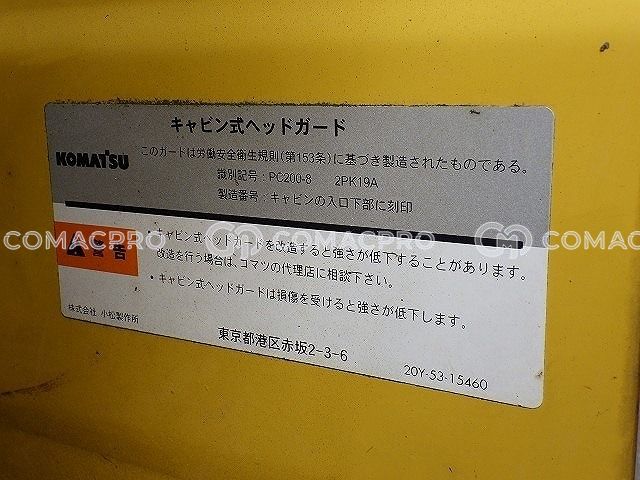 キャビン式ヘッドガード
KOMATSU
このガードは労働安全衛生規則(第153条)に基づき製造されたものである。
識別記号：PC200-8 2PK19A
製造番号：キャビンの入口下部に刻印
警告
・キャビン式ヘッドガードを改造すると強さが低下することがあります。
改造を行う場合は、コマツの代理店に相談下さい。
・キャビン式ヘッドガードは損傷を受けると強さが低下します。
株式会社 小松製作所
東京都港区赤坂2-3-6
20Y-53-15460
COMACPRO COMACPRO COMACPRO